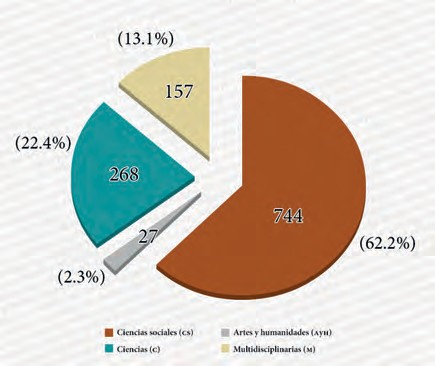 (13.1%)
157
(22.4%)
268
744
27
(62.2%)
(2.3%)
Ciencias sociales (CS)
Artes y humanidades (AYH)
Ciencias (C)
Multidisciplinarias (M)